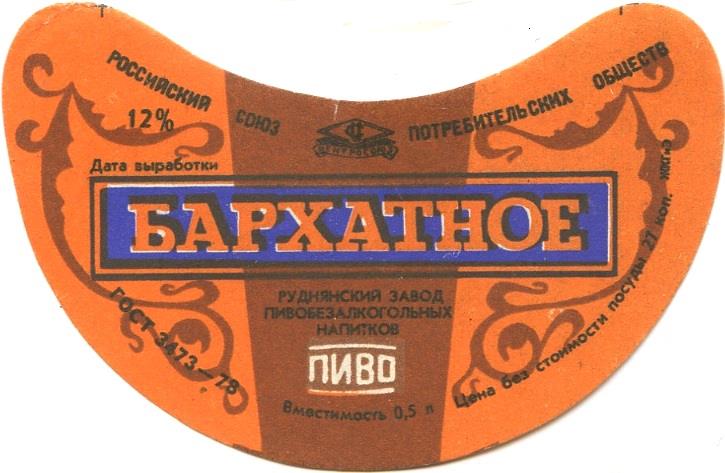 РОССИЙСКИЙ СОЮЗ ПОТРЕБИТЕЛЬСКИХ ОБЩЕСТВ
12%
ЦЕНТРОСОЮЗ
Дата выработки
БАРХАТНОЕ
РУДНЯНСКИЙ ЗАВОД
ПИВОБЕЗАЛКОГОЛЬНЫХ
НАПИТКОВ
ПИВО
ГОСТ 3473—78
Вместимость 0,5 л
Цена без стоимости посуды 27 коп.